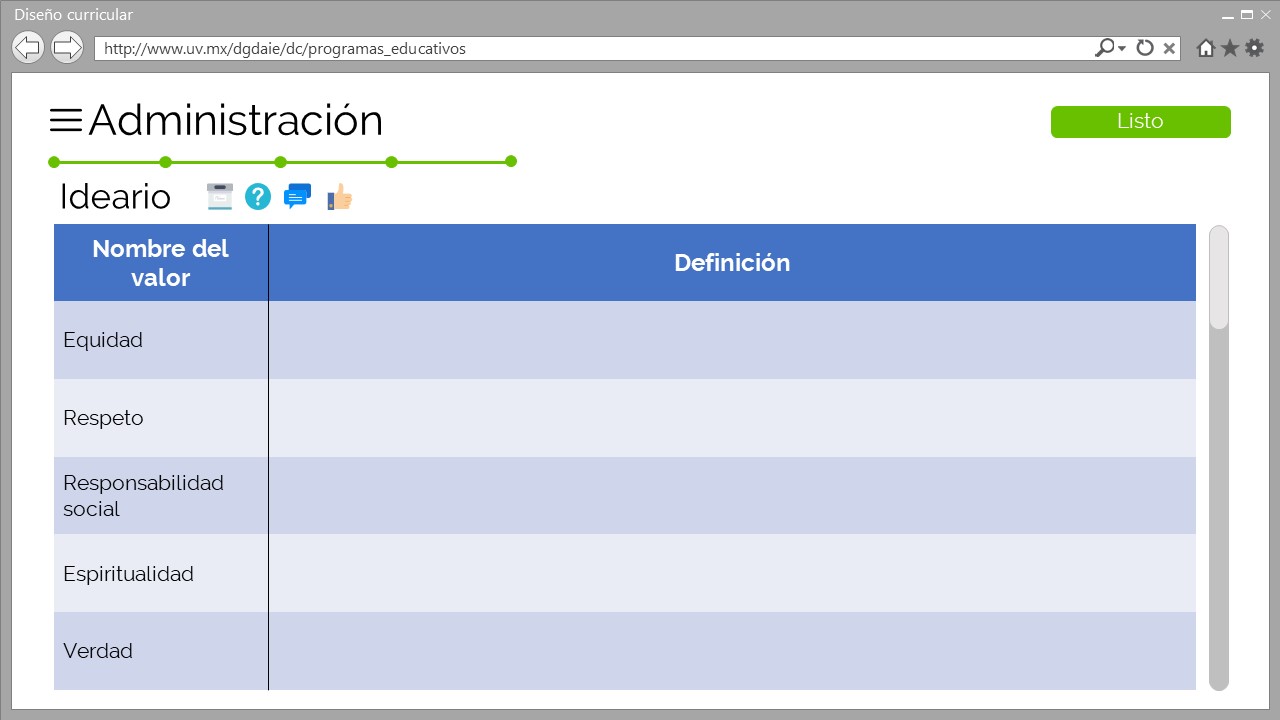 Diseño curricular
http://www.uv.mx/dgdaie/dc/programas_educativos
Administración
Listo
Ideario
?
Nombre del
valor
Definición
Equidad
Respeto
Responsabilidad
social
Espiritualidad
Verdad